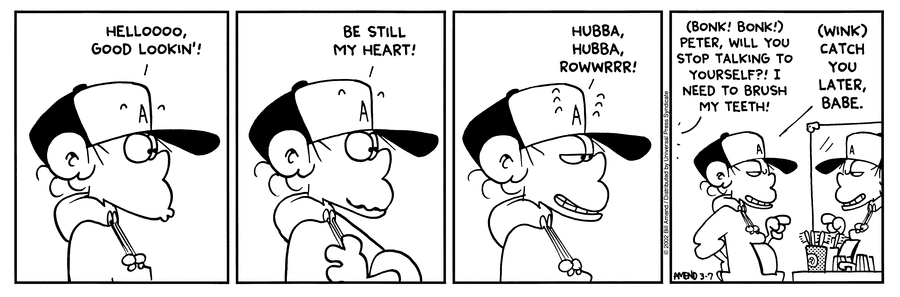 HELLOOOO,
GOOD LOOKIN'!
A
BE STILL
MY HEART!
A
HUBBA,
HUBBA,
ROWWRRR!
A
© 2002 Bill Amend / Distributed by Universal Press Syndicate
(BONK! BONK!)
PETER, WILL YOU
STOP TALKING TO
YOURSELF?! I
NEED TO BRUSH
MY TEETH!
(WINK)
CATCH
YOU
LATER,
BABE.
A
A
AMEND 3-7